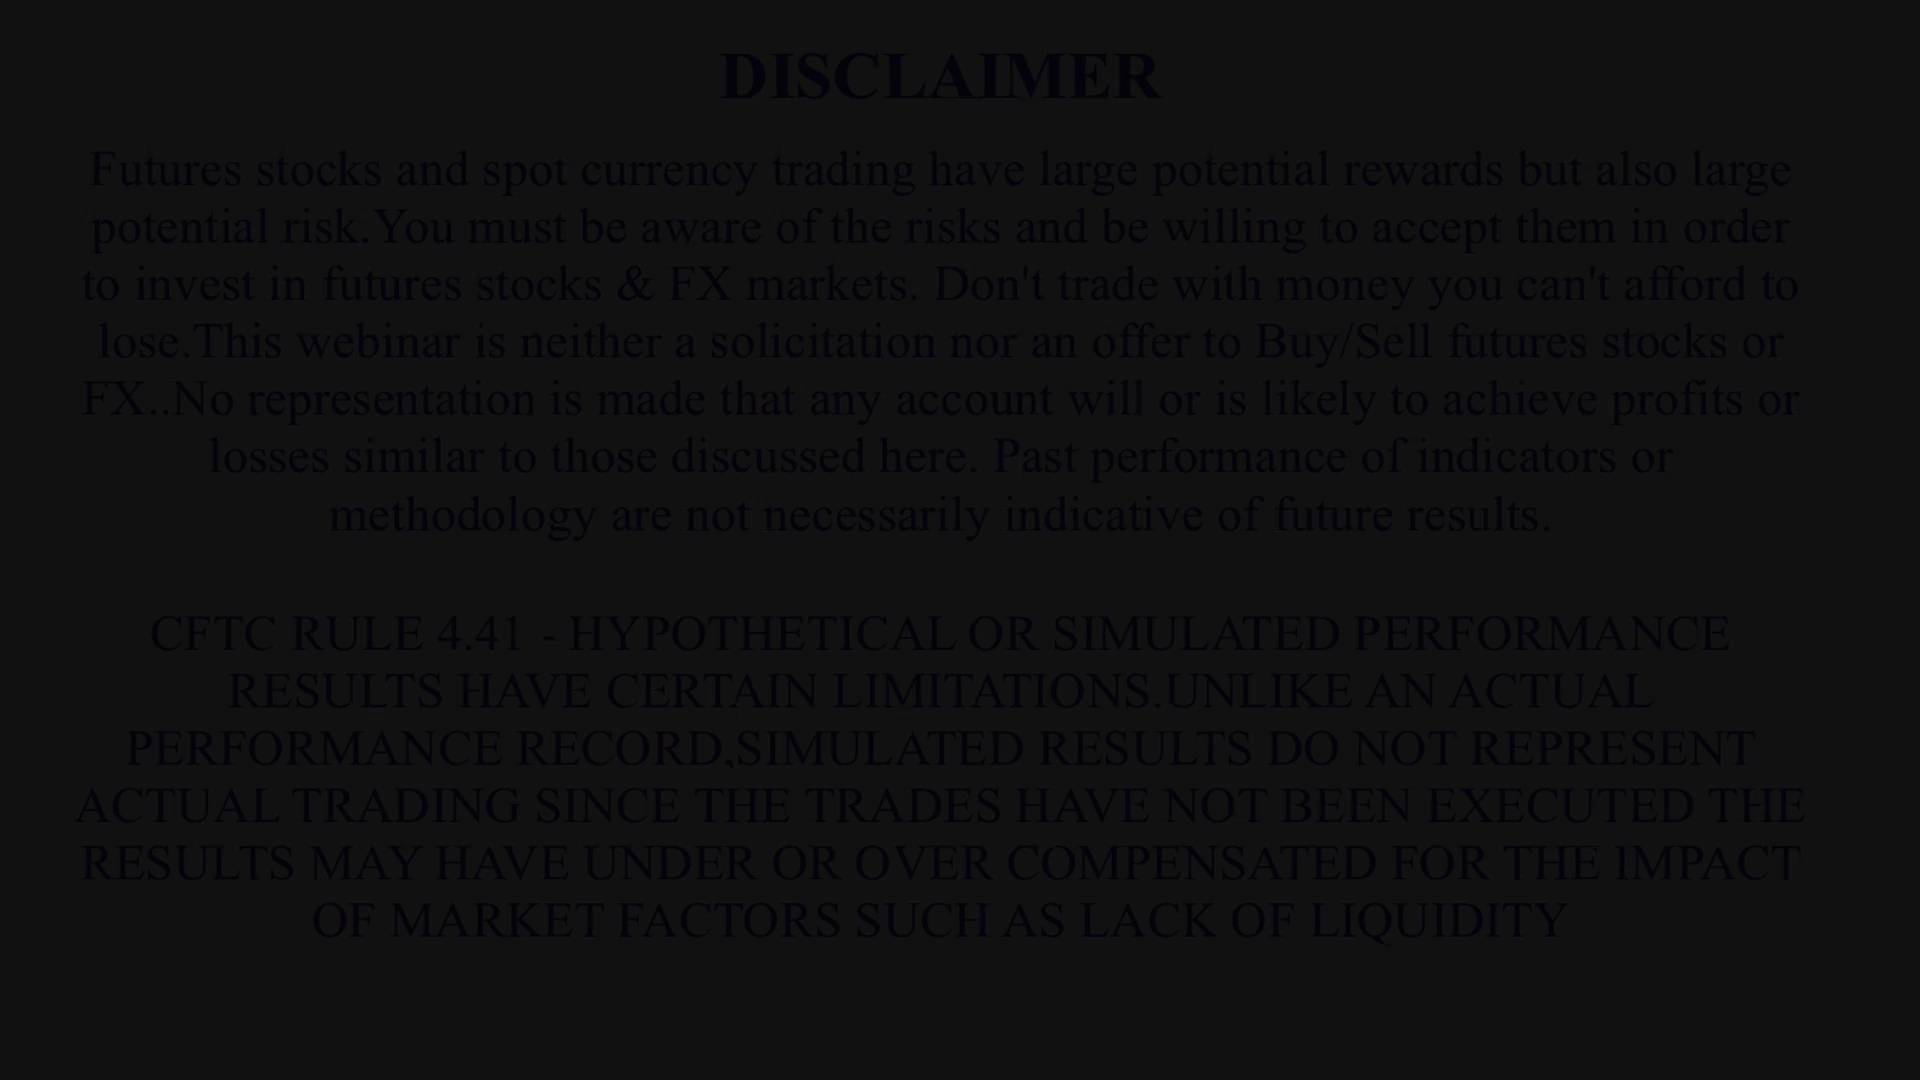 DISCLAIMER
Futures stocks and spot currency trading have large potential rewards but also large
potential risk.You must be aware of the risks and be willing to accept them in order
to invest in futures stocks & FX markets. Don't trade with money you can't afford to
lose.This webinar is neither a solicitation nor an offer to Buy/Sell futures stocks or
FX..No representation is made that any account will or is likely to achieve profits or
losses similar to those discussed here. Past performance of indicators or
methodology are not necessarily indicative of future results.
CFTC RULE 4.41 - HYPOTHETICAL OR SIMULATED PERFORMANCE
RESULTS HAVE CERTAIN LIMITATIONS.UNLIKE AN ACTUAL
PERFORMANCE RECORD,SIMULATED RESULTS DO NOT REPRESENT
ACTUAL TRADING SINCE THE TRADES HAVE NOT BEEN EXECUTED THE
RESULTS MAY HAVE UNDER OR OVER COMPENSATED FOR THE IMPACT
OF MARKET FACTORS SUCH AS LACK OF LIQUIDITY